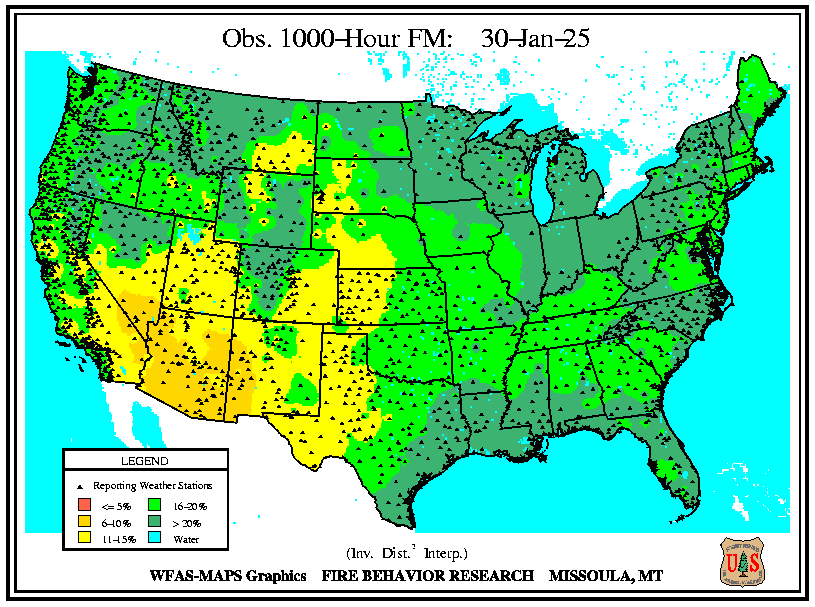 Obs. 1000-Hour FM: 30-Jan-25
LEGEND
Reporting Weather Stations
<= 5% 16-20%
6-10% > 20%
11-15% Water
(Inv. Dist.² Interp.)
WFAS-MAPS Graphics FIRE BEHAVIOR RESEARCH MISSOULA, MT
U S